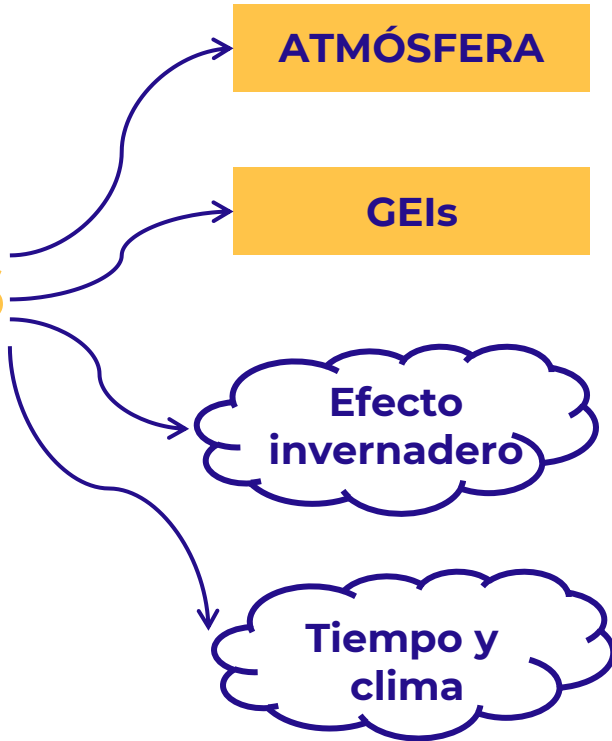 ATMÓSFERA
GEIs
Efecto
invernadero
Tiempo y
clima